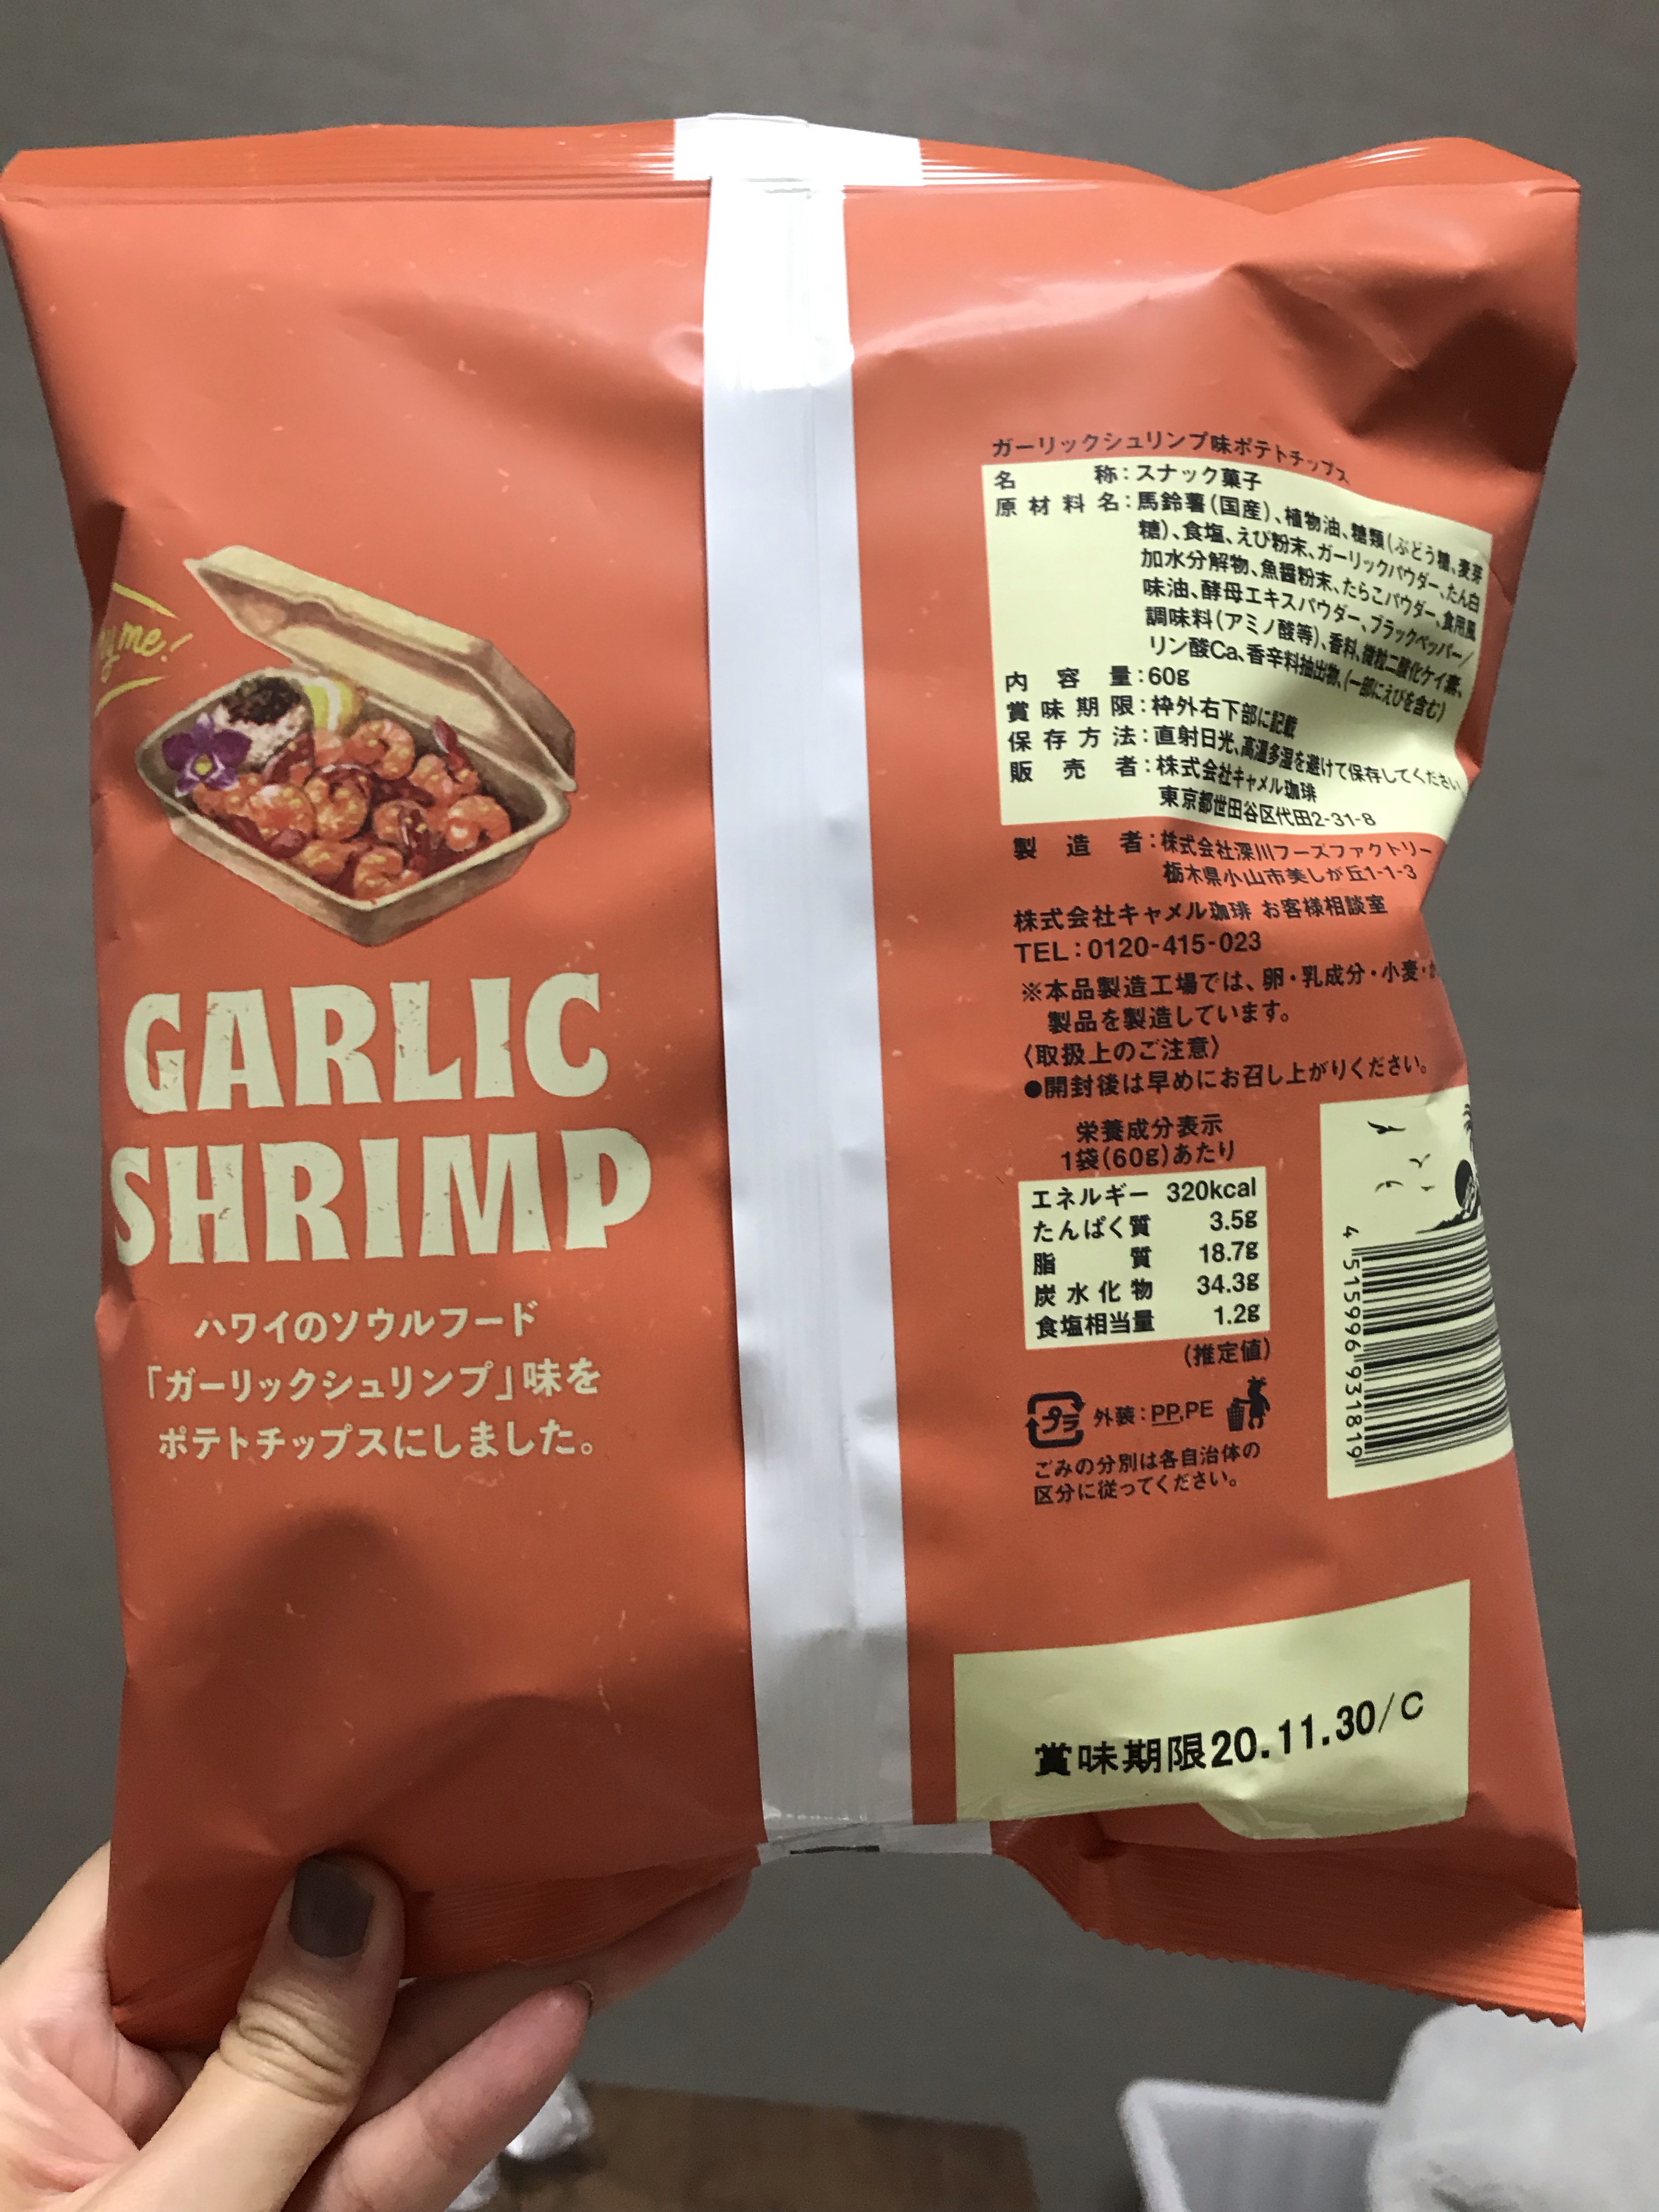 me!
GARLIC
SHRIMP
ハワイのソウルフード
「ガーリックシュリンプ」味を
ポテトチップスにしました。
ガーリックシュリンプ味ポテトチップス
名称:スナック菓子
原材料名:馬鈴薯(国産)、植物油、糖類(ぶどう糖、麦芽
糖)、食塩、えび粉末、ガーリックパウダー、たん白
加水分解物、魚醤粉末、たらこパウダー、食用風
味油、酵母エキスパウダー、ブラックペッパー/
調味料(アミノ酸等)、香料、微粒二酸化ケイ素、
リン酸Ca、香辛料抽出物、(一部にえびを含む)
内容量:60g
賞味期限:枠外右下部に記載
保存方法:直射日光、高温多湿を避けて保存してください。
販売者:株式会社キャメル珈琲
東京都世田谷区代田2-31-8
製造者:株式会社深川フーズファクトリー
栃木県小山市美しが丘1-1-3
株式会社キャメル珈琲 お客様相談室
TEL:0120-415-023
※本品製造工場では、卵・乳成分・小麦・か
製品を製造しています。
〈取扱上のご注意〉
●開封後は早めにお召し上がりください。
栄養成分表示
1袋(60g)あたり
エネルギー 320kcal
たんぱく質 3.5g
脂質 18.7g
炭水化物 34.3g
食塩相当量 1.2g
(推定値)
プラ 外装:PP,PE
ごみの分別は各自治体の
区分に従ってください。
4 515996 931819
賞味期限20.11.30/C